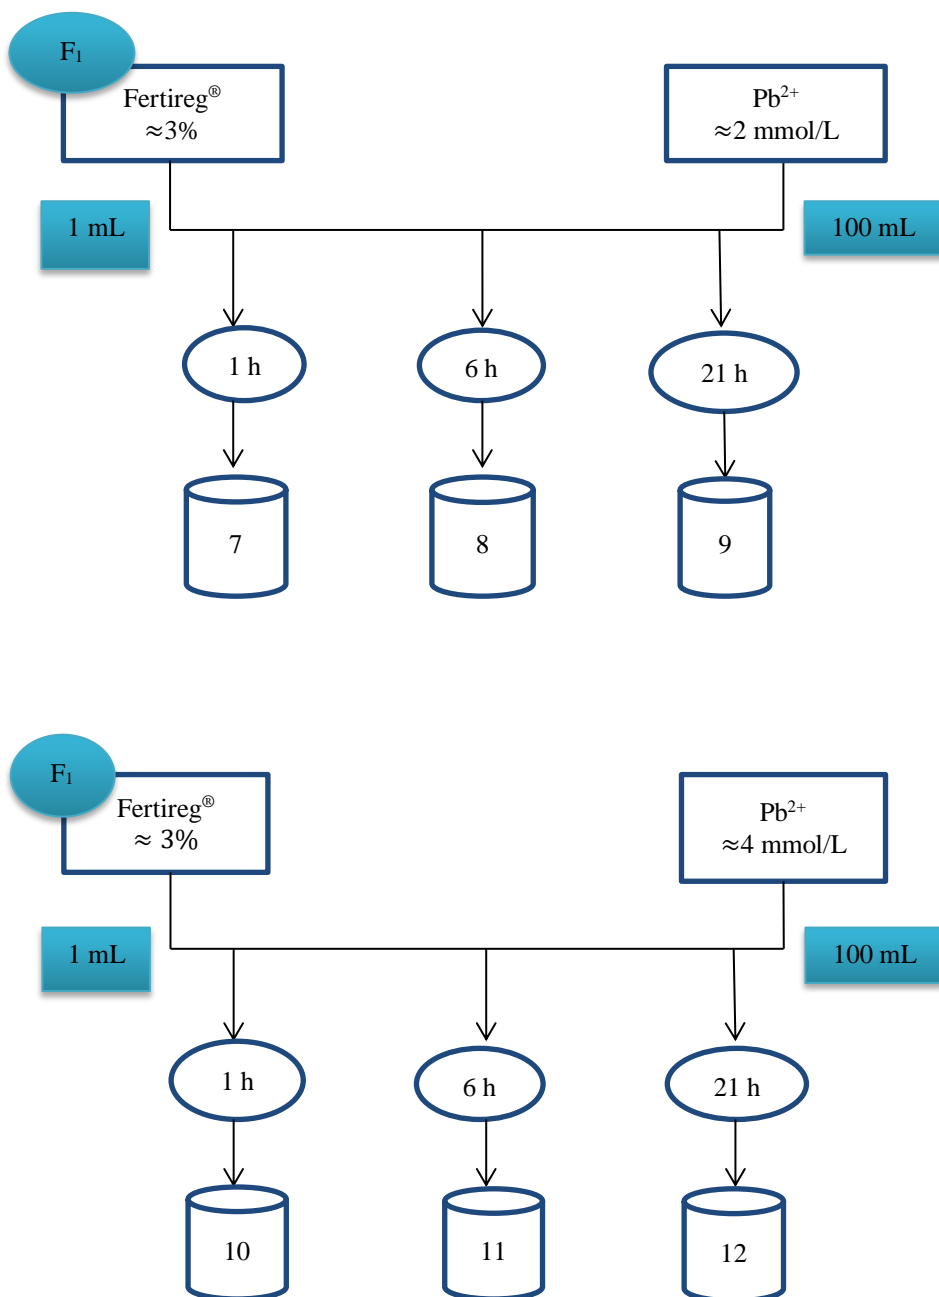 F₁
Fertireg®
≈3%
Pb²⁺
≈2 mmol/L
1 mL
100 mL
1 h
6 h
21 h
7
8
9
F₁
Fertireg®
≈ 3%
Pb²⁺
≈4 mmol/L
1 mL
100 mL
1 h
6 h
21 h
10
11
12